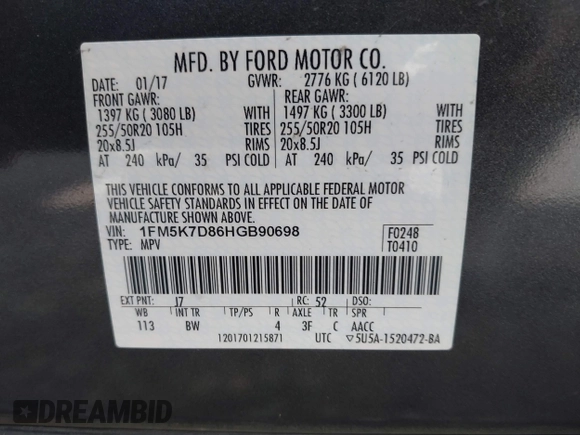 MFD. BY FORD MOTOR CO.
DATE: 01/17 GVWR: 2776 KG (6120 LB)
FRONT GAWR: REAR GAWR:
1397 KG (3080 LB) WITH 1497 KG (3300 LB) WITH
255/50R20 105H TIRES 255/50R20 105H TIRES
20x8.5J RIMS 20x8.5J RIMS
AT 240 kPa/ 35 PSI COLD AT 240 kPa/ 35 PSI COLD
THIS VEHICLE CONFORMS TO ALL APPLICABLE FEDERAL MOTOR
VEHICLE SAFETY STANDARDS IN EFFECT ON THE DATE OF
MANUFACTURE SHOWN ABOVE.
VIN: 1FM5K7D86HGB90698 F0248
TYPE: MPV T0410
EXT PNT: J7 RC: 52 DSO:
WB INT TR TP/PS R AXLE TR SPR
113 BW 4 3F C AACC
1201701215871 UTC ▽5U5A-1520472-BA
DREAMBID